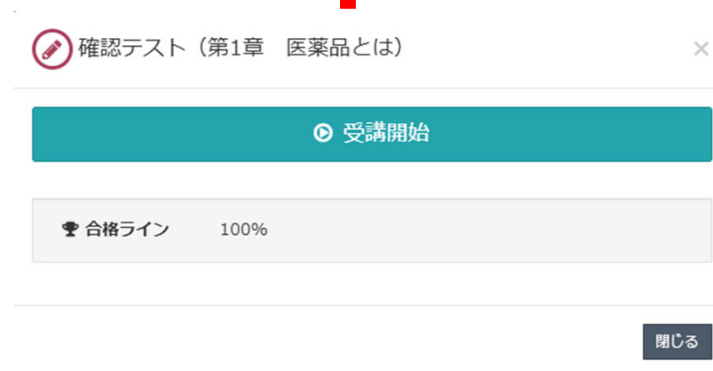 確認テスト（第1章　医薬品とは）
×
受講開始
合格ライン　100%
閉じる